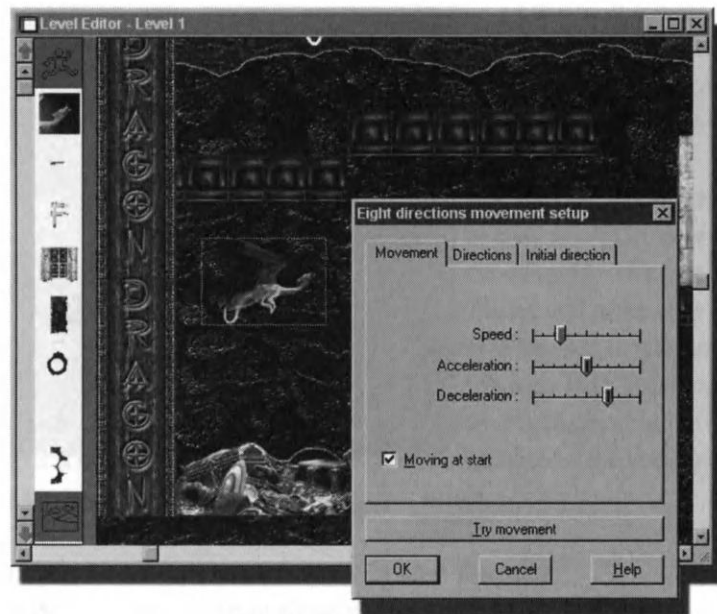 Level Editor - Level 1
DRAGON DRAGON
Eight directions movement setup
Movement
Directions
Initial direction
Speed :
Acceleration :
Deceleration :
Moving at start
Try movement
OK
Cancel
Help